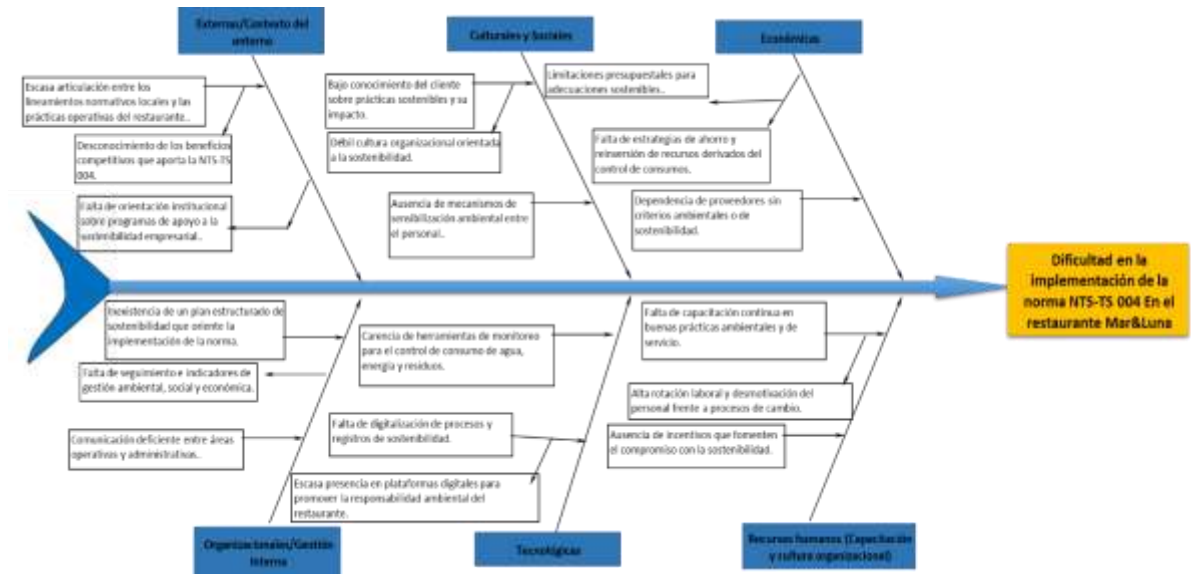 Externas/Contexto del
entorno
Culturales y Sociales
Económicas
Escasa articulación entre los
lineamientos normativos locales y las
prácticas operativas del restaurante..
Desconocimiento de los beneficios
competitivos que aporta la NTS-TS
004.
Falta de orientación institucional
sobre programas de apoyo a la
sostenibilidad empresarial..
Bajo conocimiento del cliente
sobre prácticas sostenibles y su
impacto.
Débil cultura organizacional orientada
a la sostenibilidad.
Ausencia de mecanismos de
sensibilización ambiental entre
el personal..
Limitaciones presupuestales para
adecuaciones sostenibles..
Falta de estrategias de ahorro y
reinversión de recursos derivados del
control de consumos.
Dependencia de proveedores sin
criterios ambientales o de
sostenibilidad.
Dificultad en la
implementación de la
norma NTS-TS 004 En el
restaurante Mar&Luna
Inexistencia de un plan estructurado de
sostenibilidad que oriente la
implementación de la norma.
Falta de seguimiento e indicadores de
gestión ambiental, social y económica.
Comunicación deficiente entre áreas
operativas y administrativas..
Carencia de herramientas de monitoreo
para el control de consumo de agua,
energía y residuos.
Falta de digitalización de procesos y
registros de sostenibilidad.
Escasa presencia en plataformas digitales para
promover la responsabilidad ambiental del
restaurante.
Falta de capacitación continua en
buenas prácticas ambientales y de
servicio.
Alta rotación laboral y desmotivación del
personal frente a procesos de cambio.
Ausencia de incentivos que fomenten
el compromiso con la sostenibilidad.
Organizacionales/Gestión
Interna
Tecnológicas
Recursos humanos (Capacitación
y cultura organizacional)